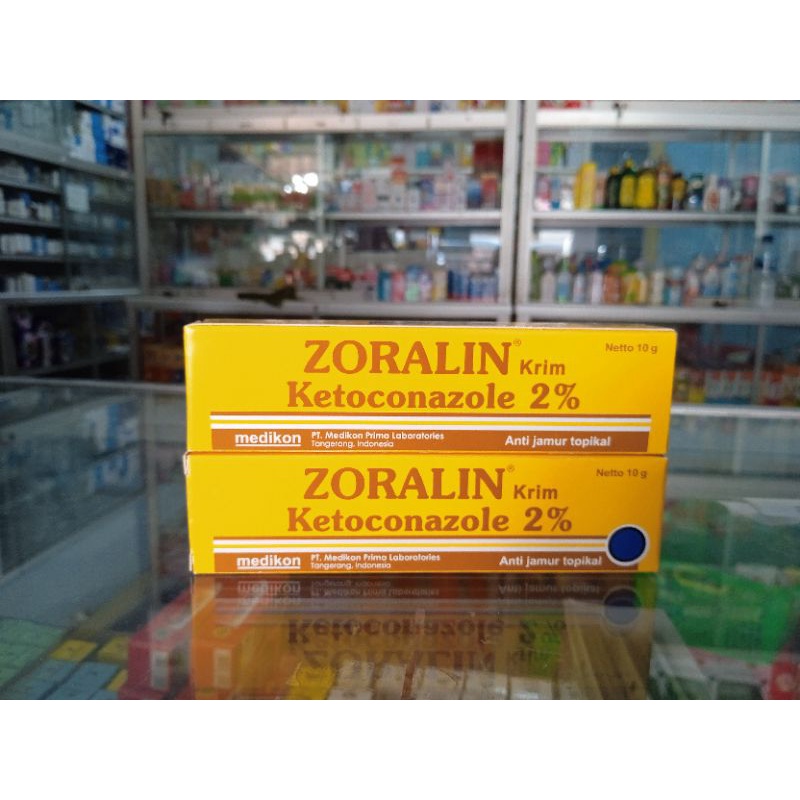 ZORALIN® Krim
Netto 10 g
Ketoconazole 2%
medikon
PT. Medikon Prima Laboratories
Tangerang, Indonesia
Anti jamur topikal
ZORALIN® Krim
Netto 10 g
Ketoconazole 2%
medikon
PT. Medikon Prima Laboratories
Tangerang, Indonesia
Anti jamur topikal